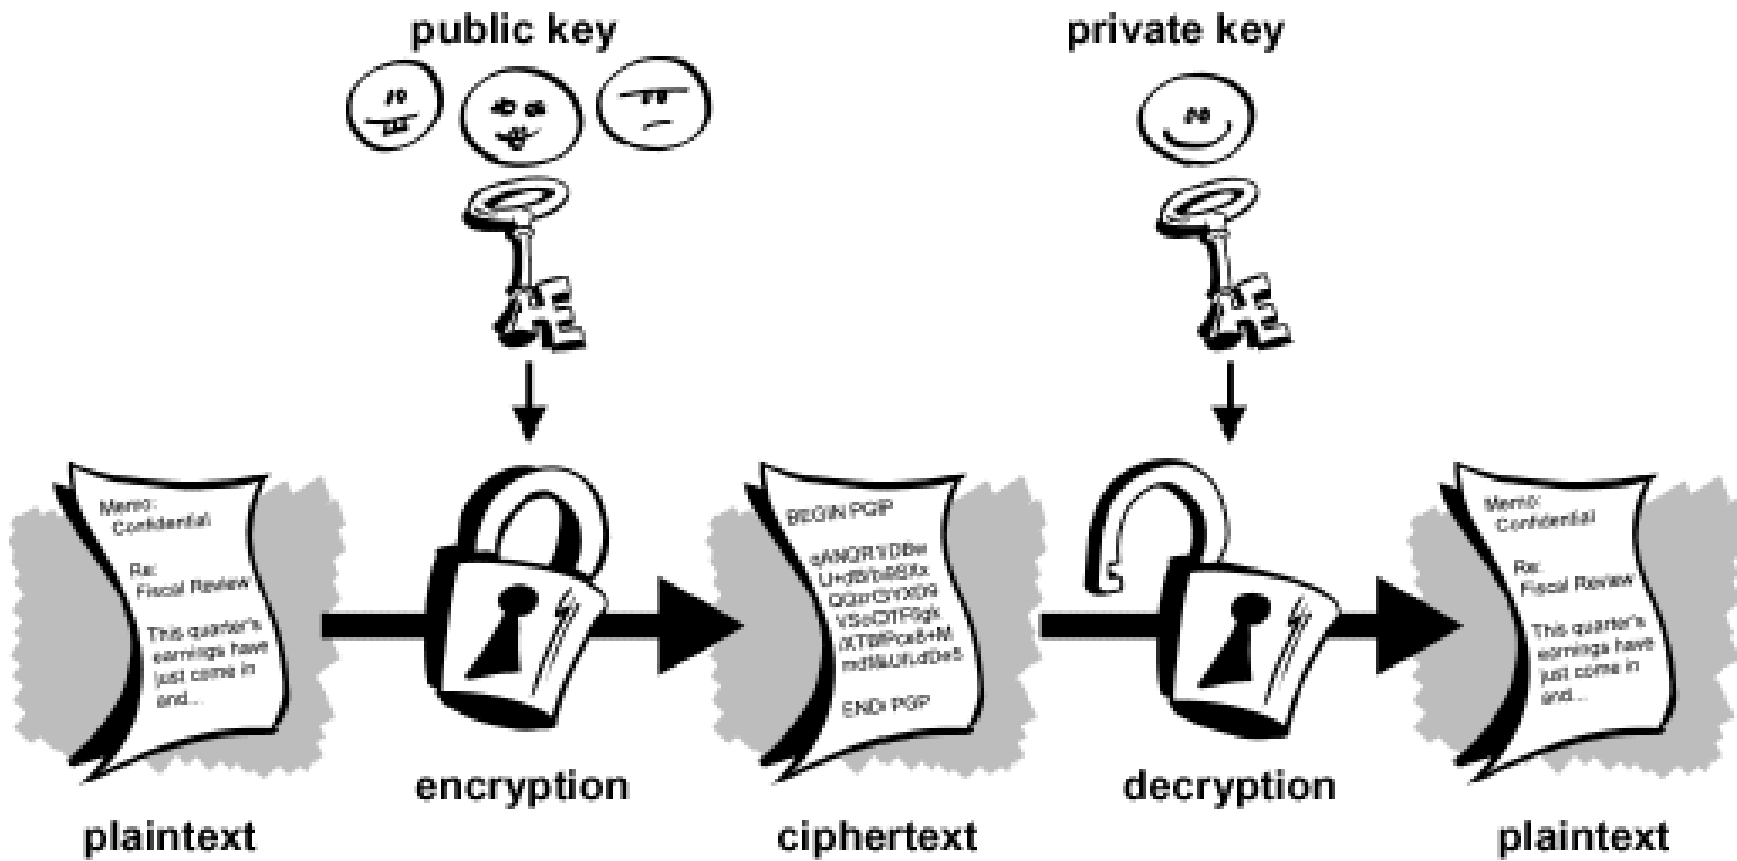 public key
private key
Memo:
Confidential
Re:
Fiscal Review
This quarter's
earnings have
just come in
and...
BEGIN PGP
END PGP
Memo:
Confidential
Re:
Fiscal Review
This quarter's
earnings have
just come in
and...
encryption
decryption
plaintext
ciphertext
plaintext